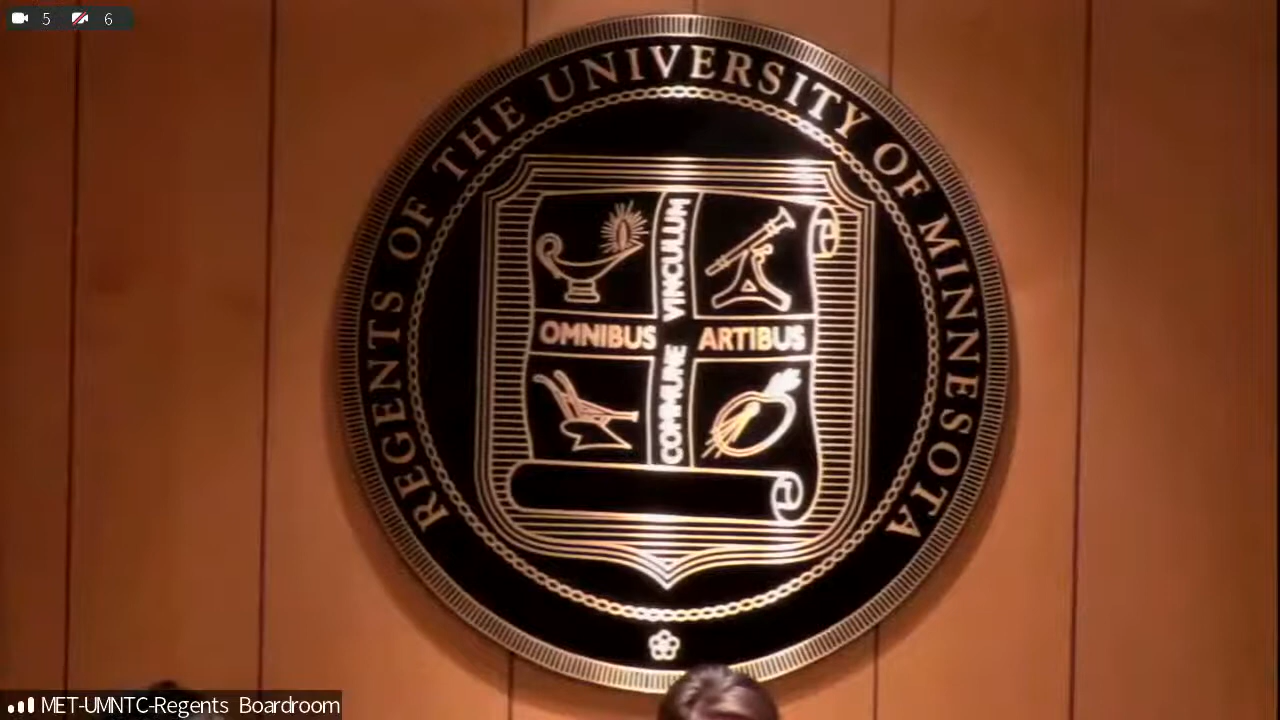 5 6
REGENTS OF THE UNIVERSITY OF MINNESOTA
COMMUNE VINCULUM
OMNIBUS ARTIBUS
MET-UMNTC-Regents Boardroom